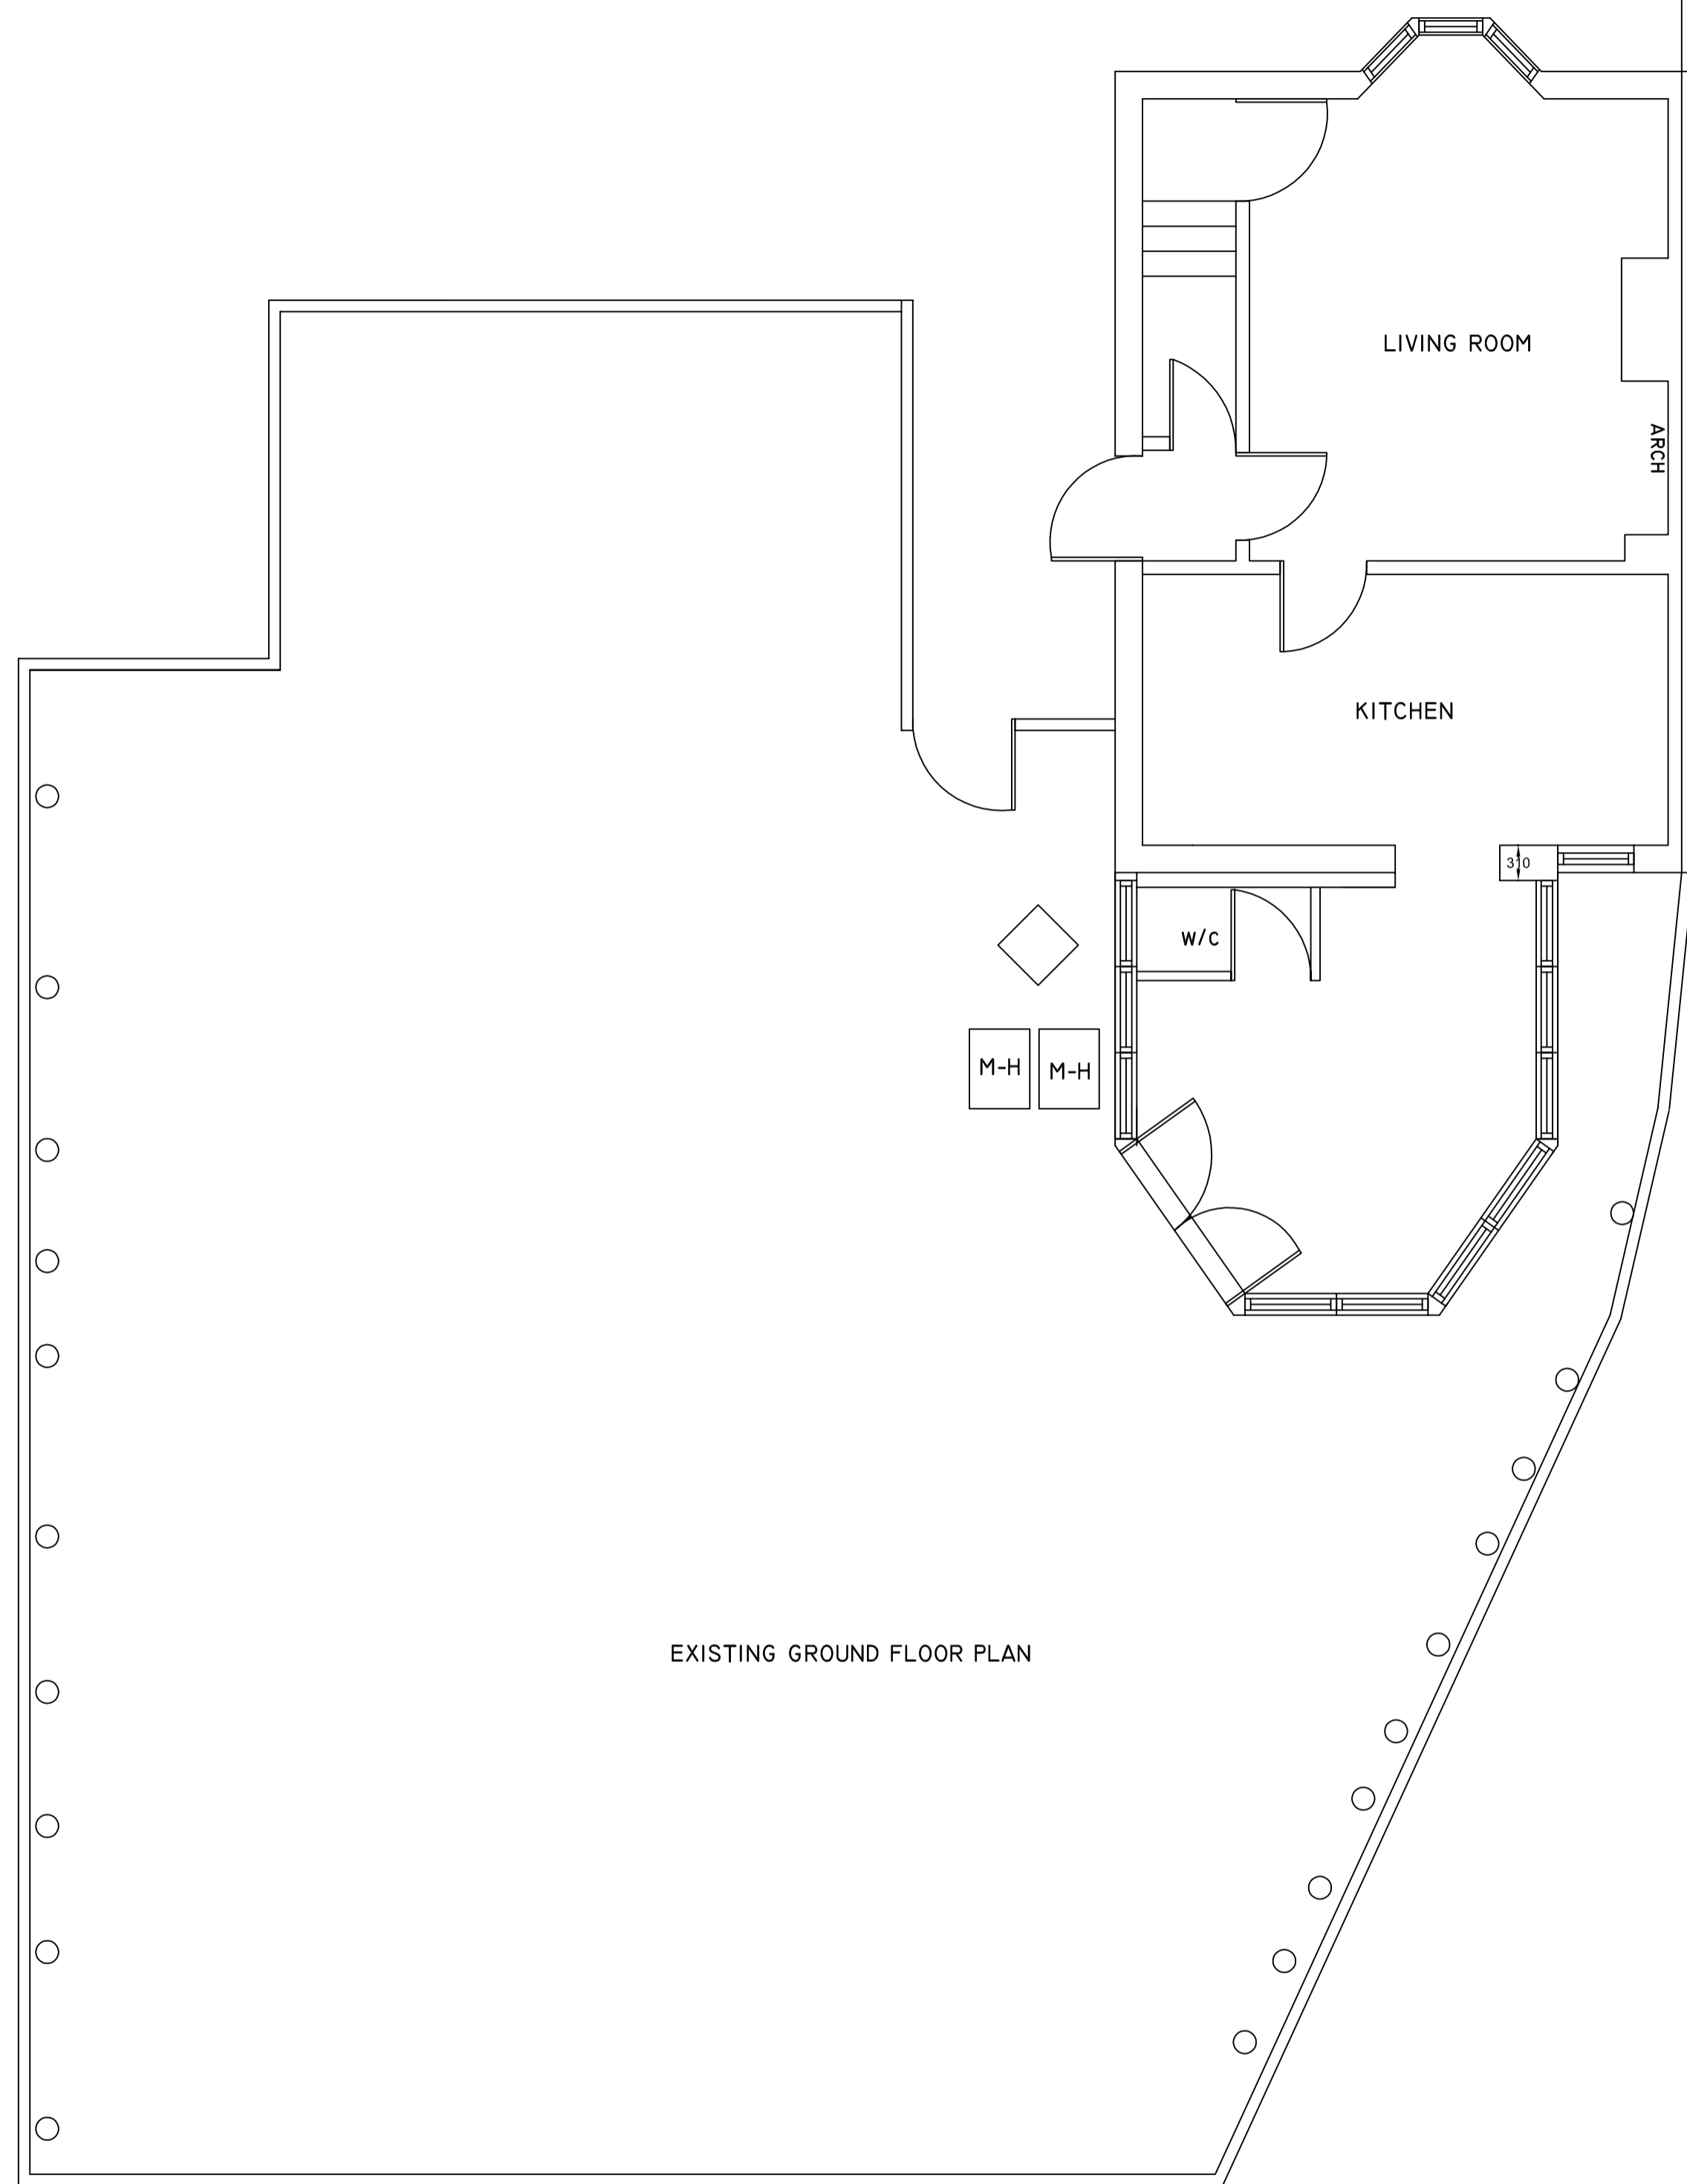 LIVING ROOM
ARCH
KITCHEN
310
W/C
M-H
M-H
EXISTING GROUND FLOOR PLAN